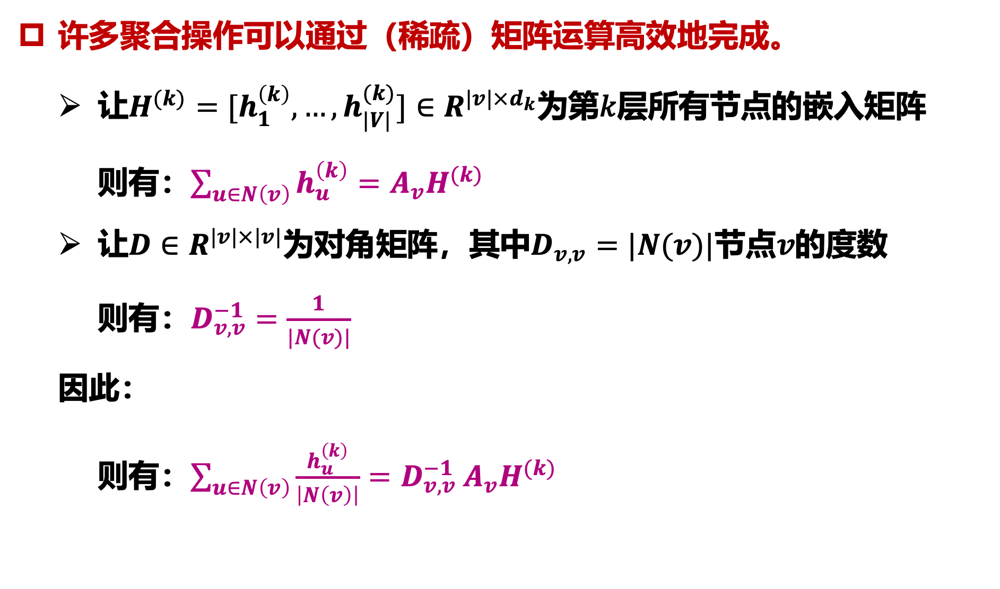 许多聚合操作可以通过（稀疏）矩阵运算高效地完成。
让$H^{(k)} = [h_1^{(k)}, \dots, h_{|V|}^{(k)}] \in R^{|v| \times d_k}$为第$k$层所有节点的嵌入矩阵
则有：$\sum_{u \in N(v)} h_u^{(k)} = A_v H^{(k)}$
让$D \in R^{|v| \times |v|}$为对角矩阵，其中$D_{v,v} = |N(v)|$节点$v$的度数
则有：$D_{v,v}^{-1} = \frac{1}{|N(v)|}$
因此：
则有：$\sum_{u \in N(v)} \frac{h_u^{(k)}}{|N(v)|} = D_{v,v}^{-1} A_v H^{(k)}$